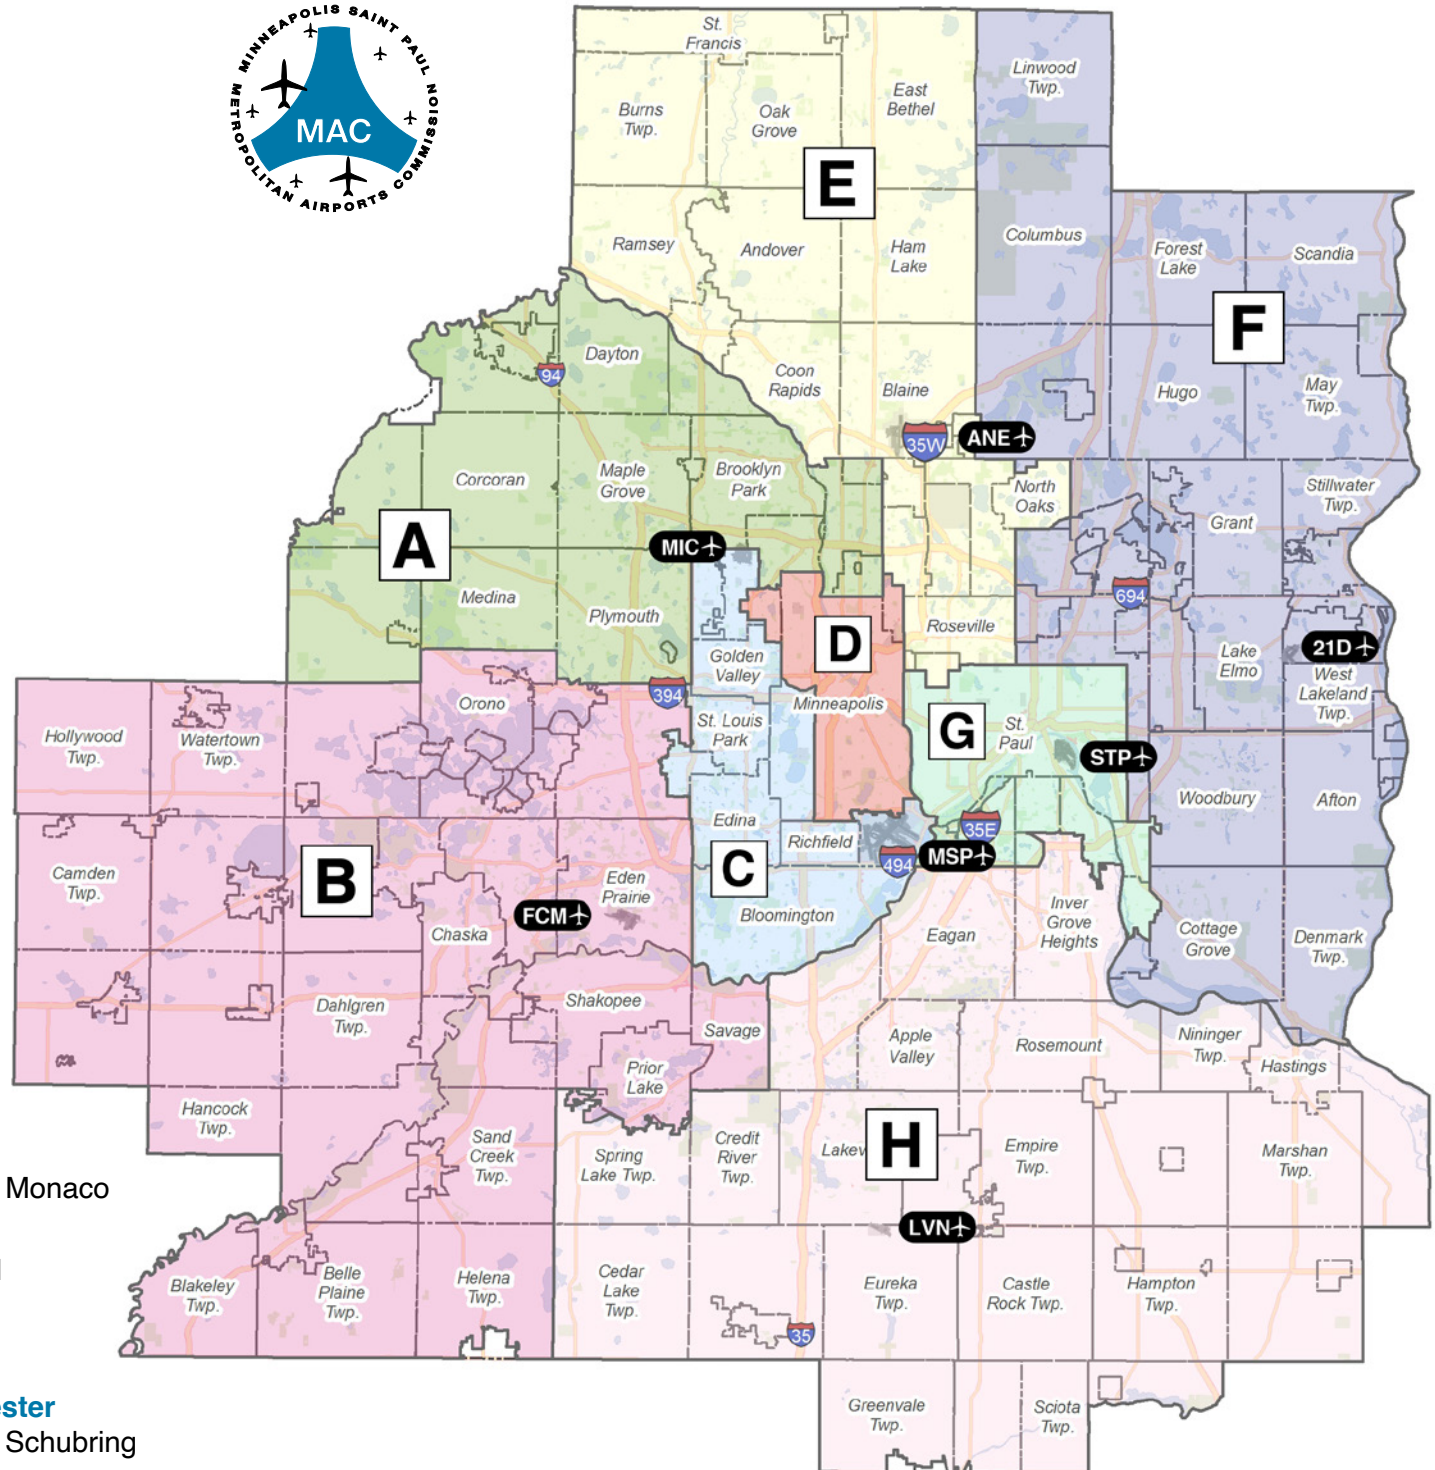 MINNEAPOLIS SAINT PAUL
METROPOLITAN AIRPORTS COMMISSION
MAC
St.
Francis
Linwood
Twp.
Burns
Twp.
Oak
Grove
East
Bethel
E
Ramsey
Andover
Ham
Lake
Columbus
Forest
Lake
Scandia
F
Dayton
94
Coon
Rapids
Blaine
Hugo
May
Twp.
35W
ANE
Corcoran
Maple
Grove
Brooklyn
Park
North
Oaks
Grant
Stillwater
Twp.
A
MIC
Medina
Plymouth
694
D
Roseville
Golden
Valley
Lake
Elmo
21D
West
Lakeland
Twp.
394
Orono
Minneapolis
Hollywood
Twp.
Watertown
Twp.
St. Louis
Park
G
St.
Paul
STP
Woodbury
Afton
Edina
Richfield
35E
494
MSP
Camden
Twp.
B
C
Eden
Prairie
FCM
Bloomington
Chaska
Eagan
Inver
Grove
Heights
Cottage
Grove
Denmark
Twp.
Dahlgren
Twp.
Shakopee
Savage
Apple
Valley
Rosemount
Nininger
Twp.
Hastings
Prior
Lake
Hancock
Twp.
Sand
Creek
Twp.
Spring
Lake Twp.
Credit
River
Twp.
Lakev
H
Empire
Twp.
Marshan
Twp.
Monaco
LVN
Blakeley
Twp.
Belle
Plaine
Twp.
Helena
Twp.
Cedar
Lake
Twp.
Eureka
Twp.
Castle
Rock Twp.
Hampton
Twp.
35
Greenvale
Twp.
Sciota
Twp.
ster
Schubring